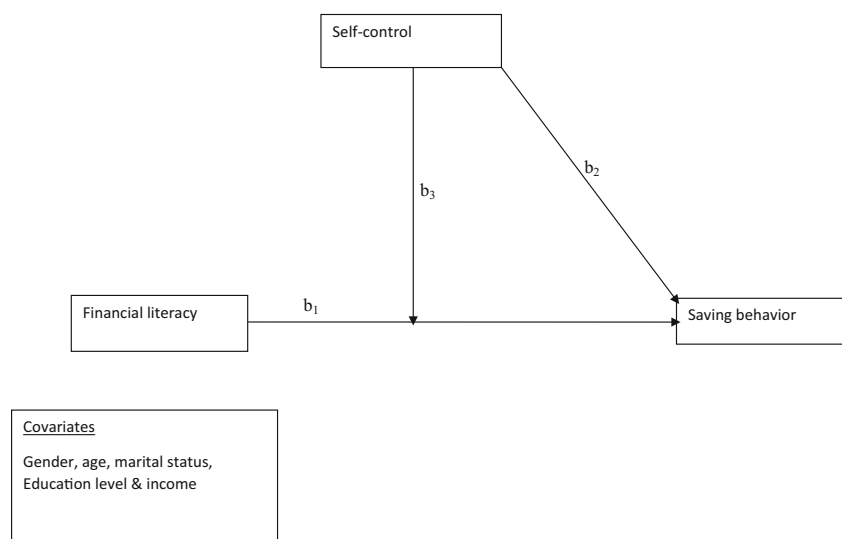 Self-control
b₂
b₃
b₁
Financial literacy
Saving behavior
Covariates
Gender, age, marital status,
Education level & income